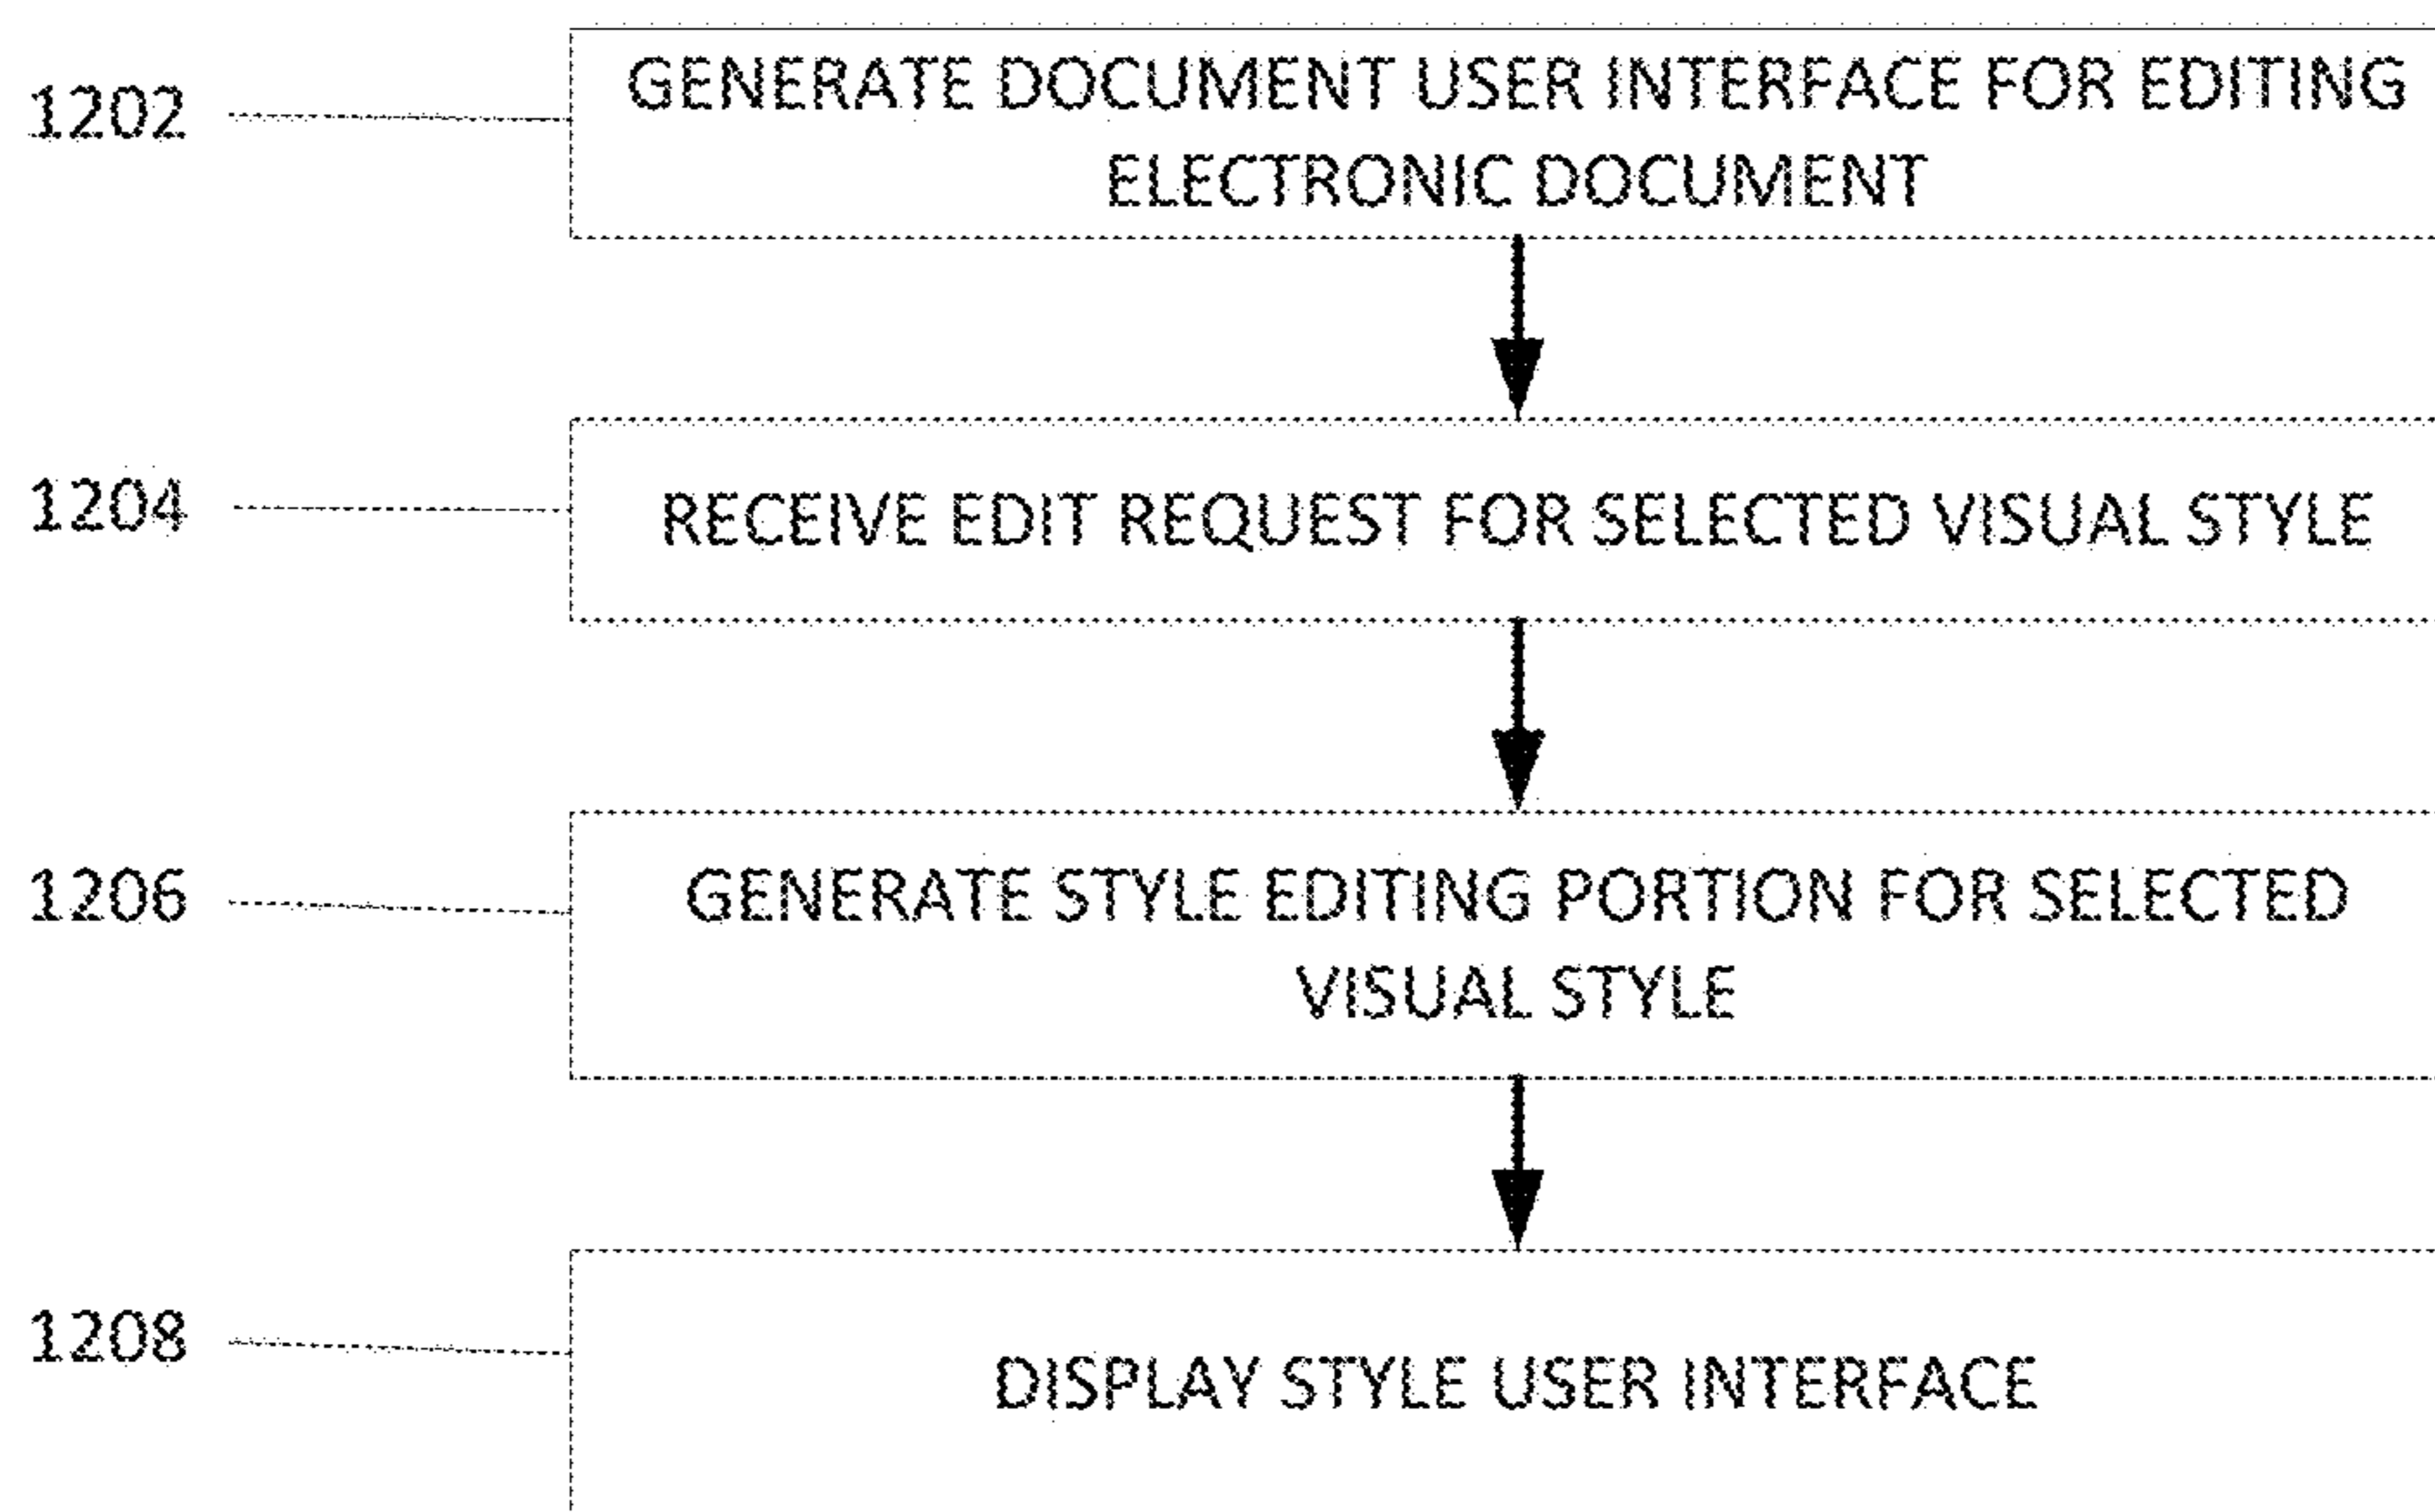 1202
GENERATE DOCUMENT USER INTERFACE FOR EDITING
ELECTRONIC DOCUMENT
1204
RECEIVE EDIT REQUEST FOR SELECTED VISUAL STYLE
1206
GENERATE STYLE EDITING PORTION FOR SELECTED
VISUAL STYLE
1208
DISPLAY STYLE USER INTERFACE